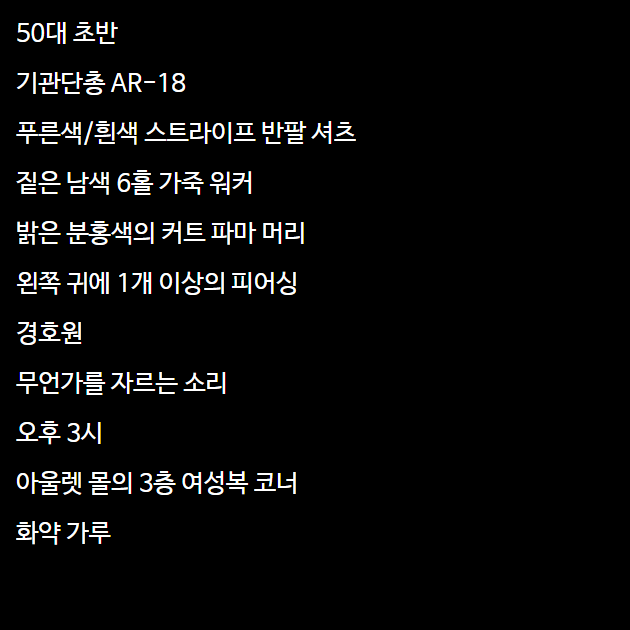 50대 초반
기관단총 AR-18
푸른색/흰색 스트라이프 반팔 셔츠
짙은 남색 6홀 가죽 워커
밝은 분홍색의 커트 파마 머리
왼쪽 귀에 1개 이상의 피어싱
경호원
무언가를 자르는 소리
오후 3시
아울렛 몰의 3층 여성복 코너
화약 가루